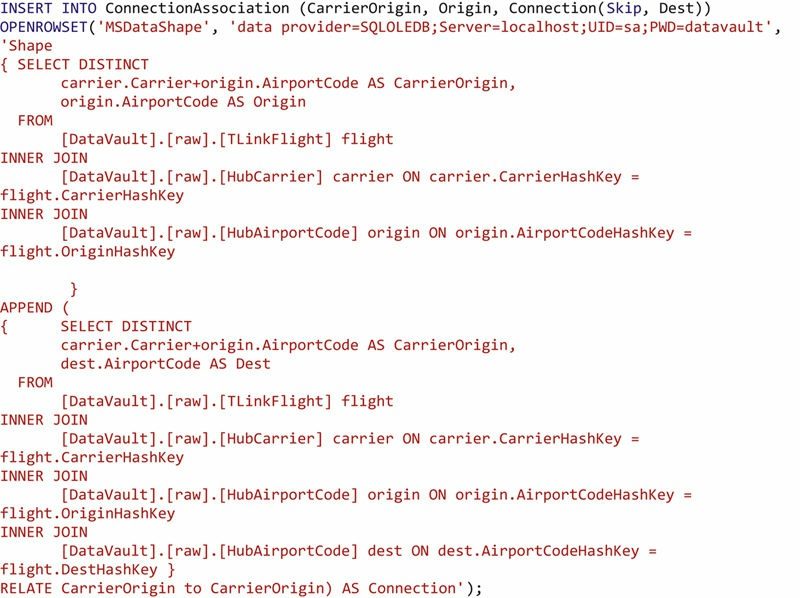 INSERT INTO ConnectionAssociation (CarrierOrigin, Origin, Connection(Skip, Dest))
OPENROWSET('MSDataShape', 'data provider=SQLOLEDB;Server=localhost;UID=sa;PWD=datavault',
'Shape
{ SELECT DISTINCT
carrier.Carrier+origin.AirportCode AS CarrierOrigin,
origin.AirportCode AS Origin
FROM
[DataVault].[raw].[TLinkFlight] flight
INNER JOIN
[DataVault].[raw].[HubCarrier] carrier ON carrier.CarrierHashKey =
flight.CarrierHashKey
INNER JOIN
[DataVault].[raw].[HubAirportCode] origin ON origin.AirportCodeHashKey =
flight.OriginHashKey
}
APPEND (
{ SELECT DISTINCT
carrier.Carrier+origin.AirportCode AS CarrierOrigin,
dest.AirportCode AS Dest
FROM
[DataVault].[raw].[TLinkFlight] flight
INNER JOIN
[DataVault].[raw].[HubCarrier] carrier ON carrier.CarrierHashKey =
flight.CarrierHashKey
INNER JOIN
[DataVault].[raw].[HubAirportCode] origin ON origin.AirportCodeHashKey =
flight.OriginHashKey
INNER JOIN
[DataVault].[raw].[HubAirportCode] dest ON dest.AirportCodeHashKey =
flight.DestHashKey }
RELATE CarrierOrigin to CarrierOrigin) AS Connection');